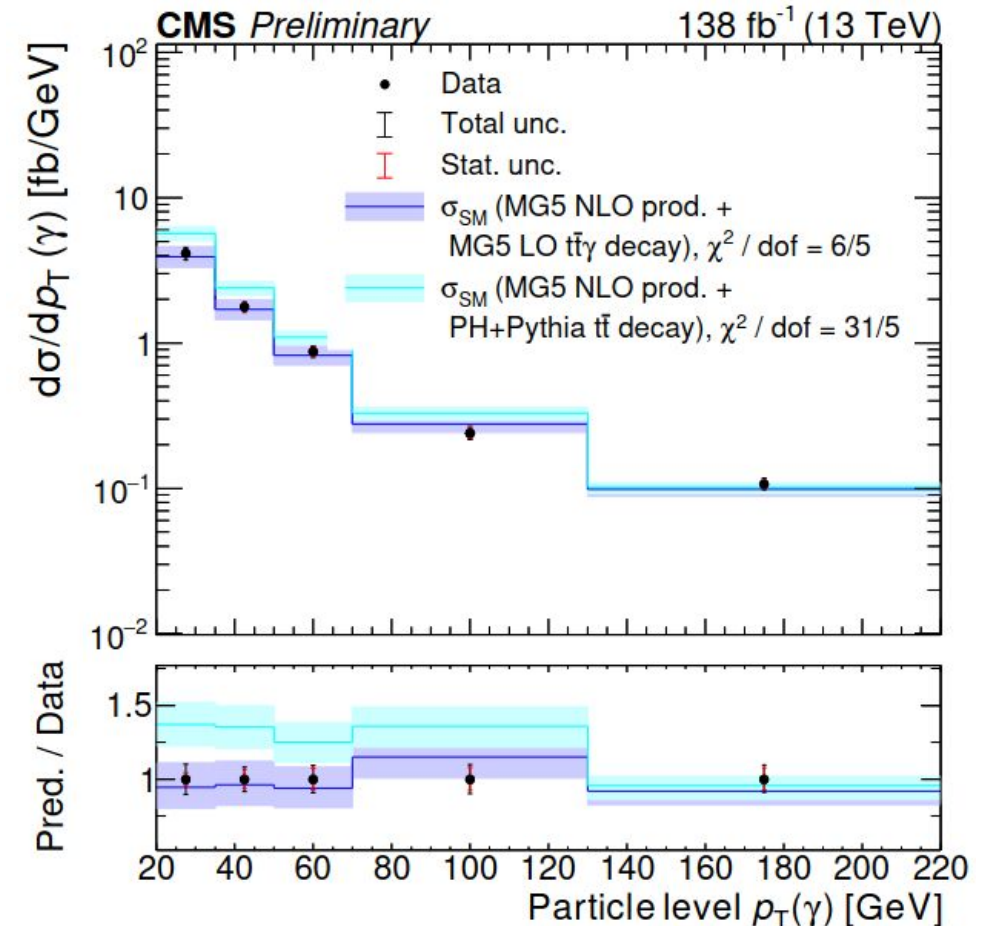 CMS Preliminary 138 fb⁻¹ (13 TeV)
dσ/dp_T (γ) [fb/GeV]
10²
10
1
10⁻¹
10⁻²
Data
Total unc.
Stat. unc.
σ_SM (MG5 NLO prod. +
MG5 LO tt̄γ decay), χ² / dof = 6/5
σ_SM (MG5 NLO prod. +
PH+Pythia tt̄ decay), χ² / dof = 31/5
Pred. / Data
1.5
1
20 40 60 80 100 120 140 160 180 200 220
Particle level p_T(γ) [GeV]